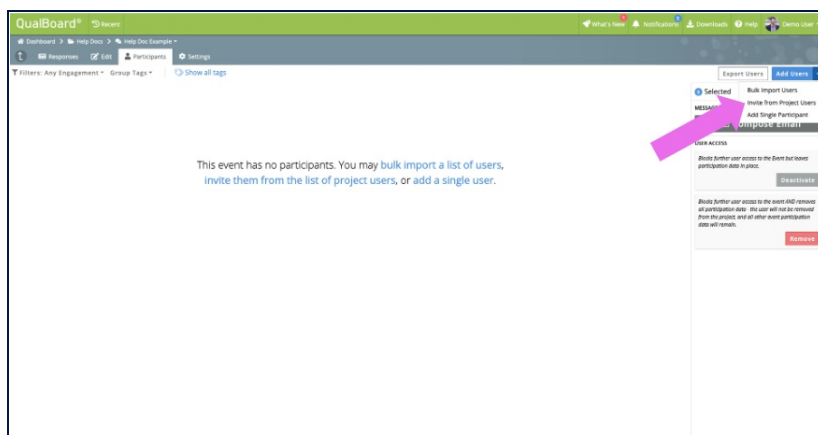 QualBoard® Recent
What's New Notifications Downloads Help Demo User
Dashboard > Help Docs > Help Doc Example
Responses Edit Participants Settings
Filters: Any Engagement Group Tags Show all tags
Export Users Add Users
Selected
Bulk Import Users
Invite from Project Users
Add Single Participant
Compose Email
USER ACCESS
Blocks further user access to the Event but leaves
participation data in place.
Deactivate
This event has no participants. You may bulk import a list of users,
invite them from the list of project users, or add a single user.
Blocks further user access to the event AND removes
all participation data - the user will not be removed
from the project, and all other event participation
data will remain.
Remove